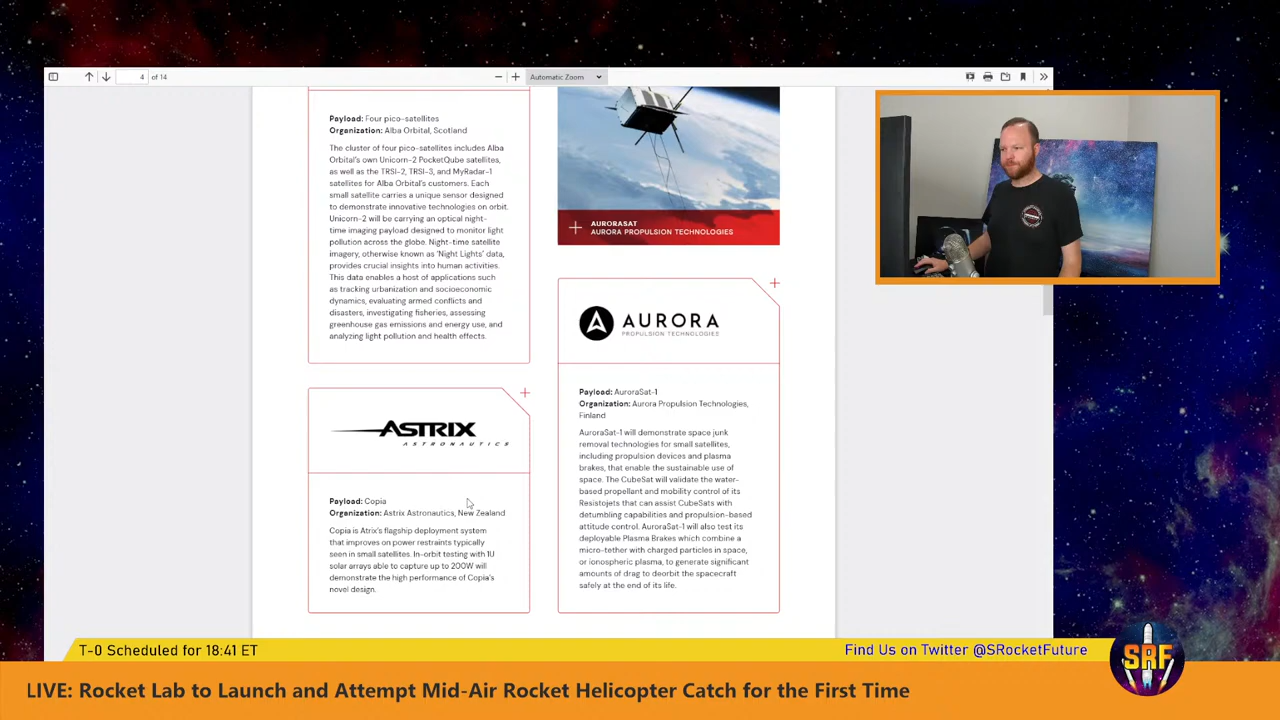 4 of 14
Automatic Zoom
Payload: Four pico-satellites
Organization: Alba Orbital, Scotland
The cluster of four pico-satellites includes Alba
Orbital's own Unicorn-2 PocketQube satellites,
as well as the TRSI-2, TRSI-3, and MyRadar-1
satellites for Alba Orbital's customers. Each
small satellite carries a unique sensor designed
to demonstrate innovative technologies on orbit.
Unicorn-2 will be carrying an optical night-
time imaging payload designed to monitor light
pollution across the globe. Night-time satellite
imagery, otherwise known as 'Night Lights' data,
provides crucial insights into human activities.
This data enables a host of applications such
as tracking urbanization and socioeconomic
dynamics, evaluating armed conflicts and
disasters, investigating fisheries, assessing
greenhouse gas emissions and energy use, and
analyzing light pollution and health effects.
ASTRIX
ASTRONAUTICS
Payload: Copia
Organization: Astrix Astronautics, New Zealand
Copia is Atrix's flagship deployment system
that improves on power restraints typically
seen in small satellites. In-orbit testing with 1U
solar arrays able to capture up to 200W will
demonstrate the high performance of Copia's
novel design.
AURORASAT
AURORA PROPULSION TECHNOLOGIES
AURORA
PROPULSION TECHNOLOGIES
Payload: AuroraSat-1
Organization: Aurora Propulsion Technologies,
Finland
AuroraSat-1 will demonstrate space junk
removal technologies for small satellites,
including propulsion devices and plasma
brakes, that enable the sustainable use of
space. The CubeSat will validate the water-
based propellant and mobility control of its
Resistojets that can assist CubeSats with
detumbling capabilities and propulsion-based
attitude control. AuroraSat-1 will also test its
deployable Plasma Brakes which combine a
micro-tether with charged particles in space,
or ionospheric plasma, to generate significant
amounts of drag to deorbit the spacecraft
safely at the end of its life.
T-0 Scheduled for 18:41 ET
Find Us on Twitter @SRocketFuture
SRF
LIVE: Rocket Lab to Launch and Attempt Mid-Air Rocket Helicopter Catch for the First Time